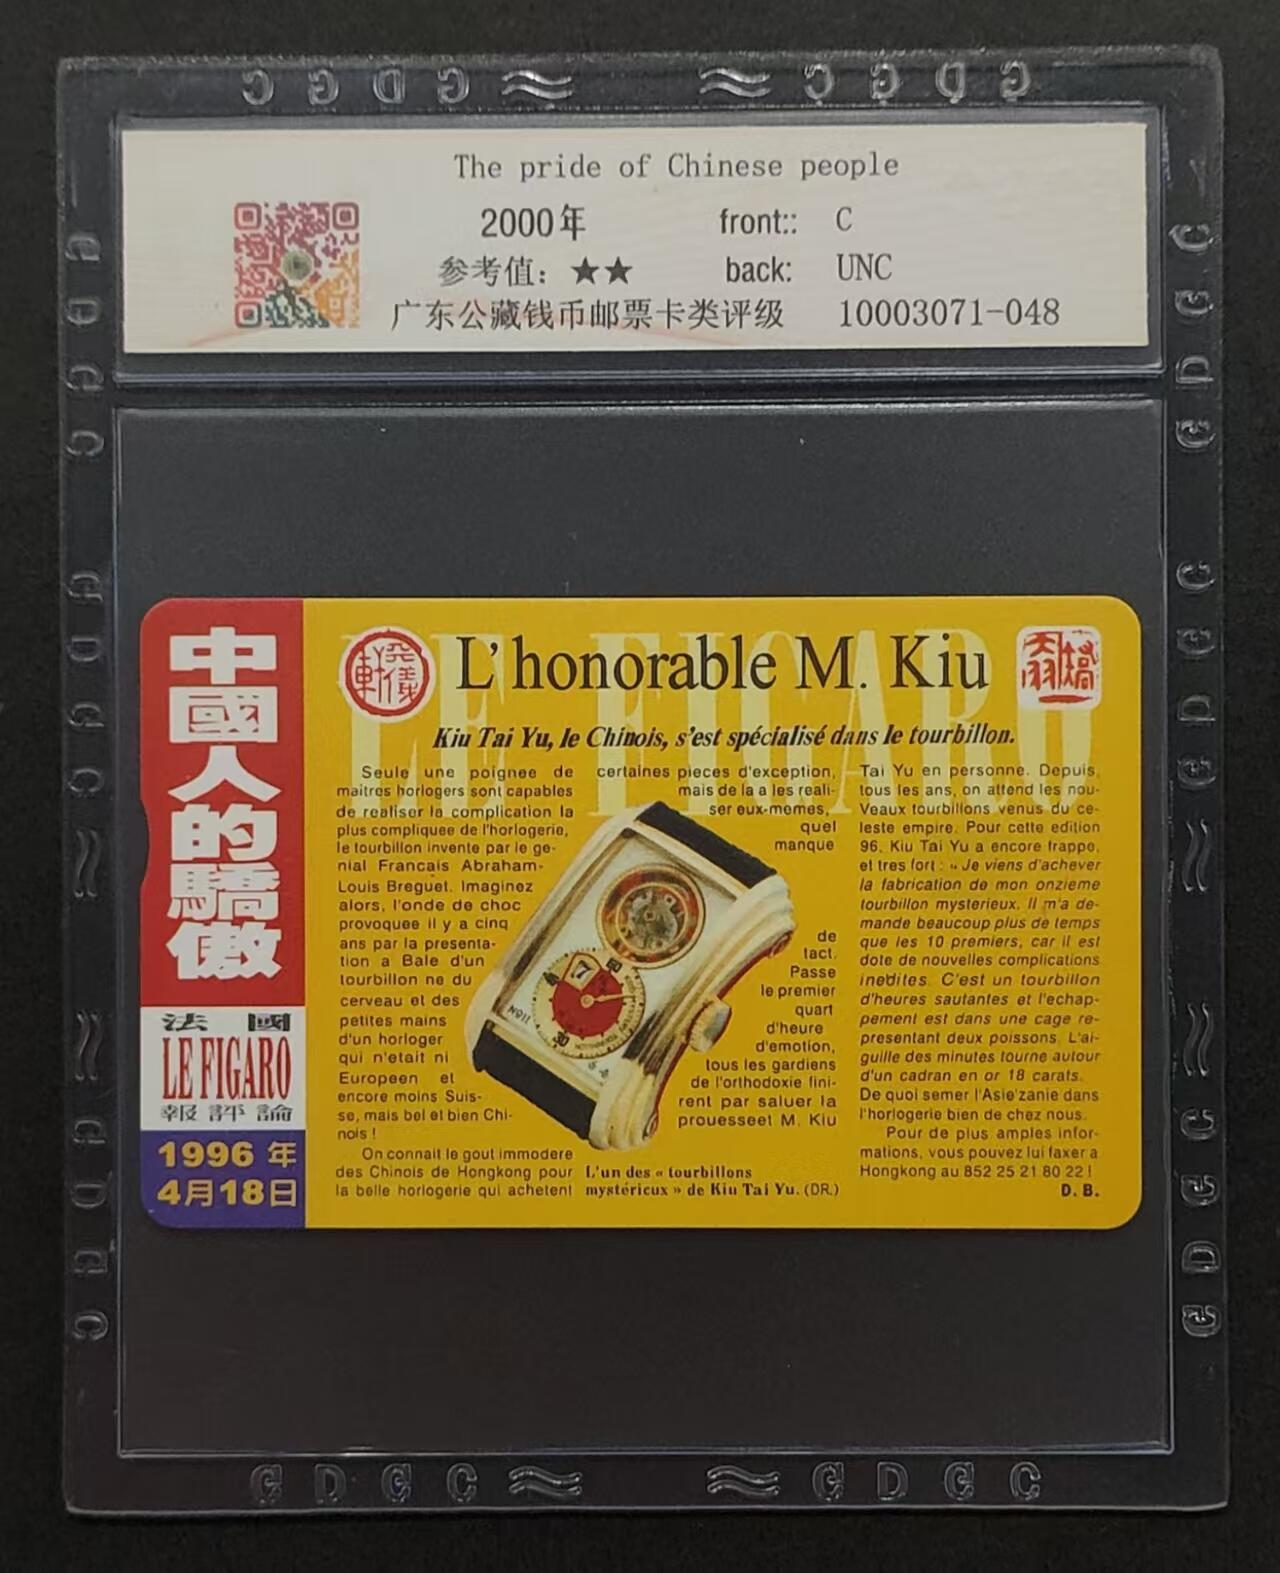 The pride of Chinese people
2000年 front:: C
参考值：★★ back: UNC
广东公藏钱币邮票卡类评级 10003071-048
中國人的驕傲
法國
LE FIGARO
報評論
1996年
4月18日
LE FIGARO
L'honorable M. Kiu
Kiu Tai Yu, le Chinois, s'est spécialisé dans le tourbillon.
Seule une poignee de
maitres horlogers sont capables
de realiser la complication la
plus compliquee de l'horlogerie,
le tourbillon invente par le ge-
nial Francais Abraham-
Louis Breguet. Imaginez
alors, l'onde de choc
provoquee il y a cinq
ans par la presenta-
tion a Bale d'un
tourbillon ne du
cerveau et des
petites mains
d'un horloger
qui n'etait ni
Europeen et
encore moins Suis-
se, mais bel et bien Chi-
nois !
On connait le gout immodere
des Chinois de Hongkong pour
la belle horlogerie qui achetent
certaines pieces d'exception,
mais de la a les reali-
ser eux-memes,
quel
manque
de
tact.
Passe
le premier
quart
d'heure
d'emotion,
tous les gardiens
de l'orthodoxie fini-
rent par saluer la
prouesseet M. Kiu
L'un des « tourbillons
mystérieux » de Kiu Tai Yu. (DR.)
Tai Yu en personne. Depuis,
tous les ans, on attend les nou-
Veaux tourbillons venus du ce-
leste empire. Pour cette edition
96, Kiu Tai Yu a encore frappe,
et tres fort : « Je viens d'achever
la fabrication de mon onzieme
tourbillon mysterieux. Il m'a de-
mande beaucoup plus de temps
que les 10 premiers, car il est
dote de nouvelles complications
inedites. C'est un tourbillon
d'heures sautantes et l'echap-
pement est dans une cage re-
presentant deux poissons. L'ai-
guille des minutes tourne autour
d'un cadran en or 18 carats.
De quoi semer l'Asie'zanie dans
l'horlogerie bien de chez nous.
Pour de plus amples infor-
mations, vous pouvez lui faxer a
Hongkong au 852 25 21 80 22 !
D. B.